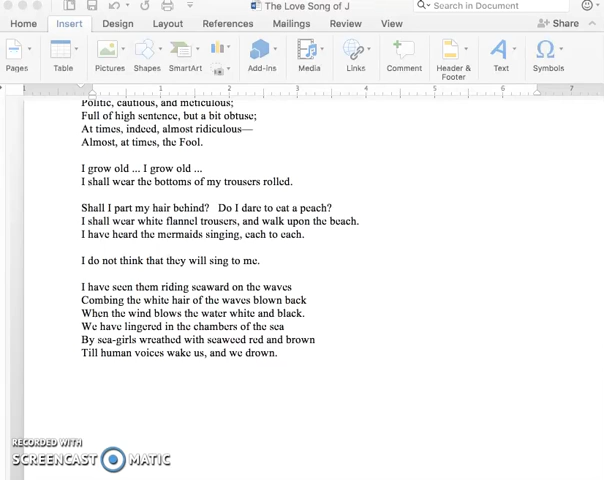 The Love Song of J
Search in Document
Home Insert Design Layout References Mailings Review View Share
Pages Table Pictures Shapes SmartArt Add-ins Media Links Comment Header & Footer Text Symbols
1 1 2 3 4 5 6 7
Politic, cautious, and meticulous;
Full of high sentence, but a bit obtuse;
At times, indeed, almost ridiculous—
Almost, at times, the Fool.
I grow old ... I grow old ...
I shall wear the bottoms of my trousers rolled.
Shall I part my hair behind?   Do I dare to eat a peach?
I shall wear white flannel trousers, and walk upon the beach.
I have heard the mermaids singing, each to each.
I do not think that they will sing to me.
I have seen them riding seaward on the waves
Combing the white hair of the waves blown back
When the wind blows the water white and black.
We have lingered in the chambers of the sea
By sea-girls wreathed with seaweed red and brown
Till human voices wake us, and we drown.
RECORDED WITH
SCREENCAST MATIC